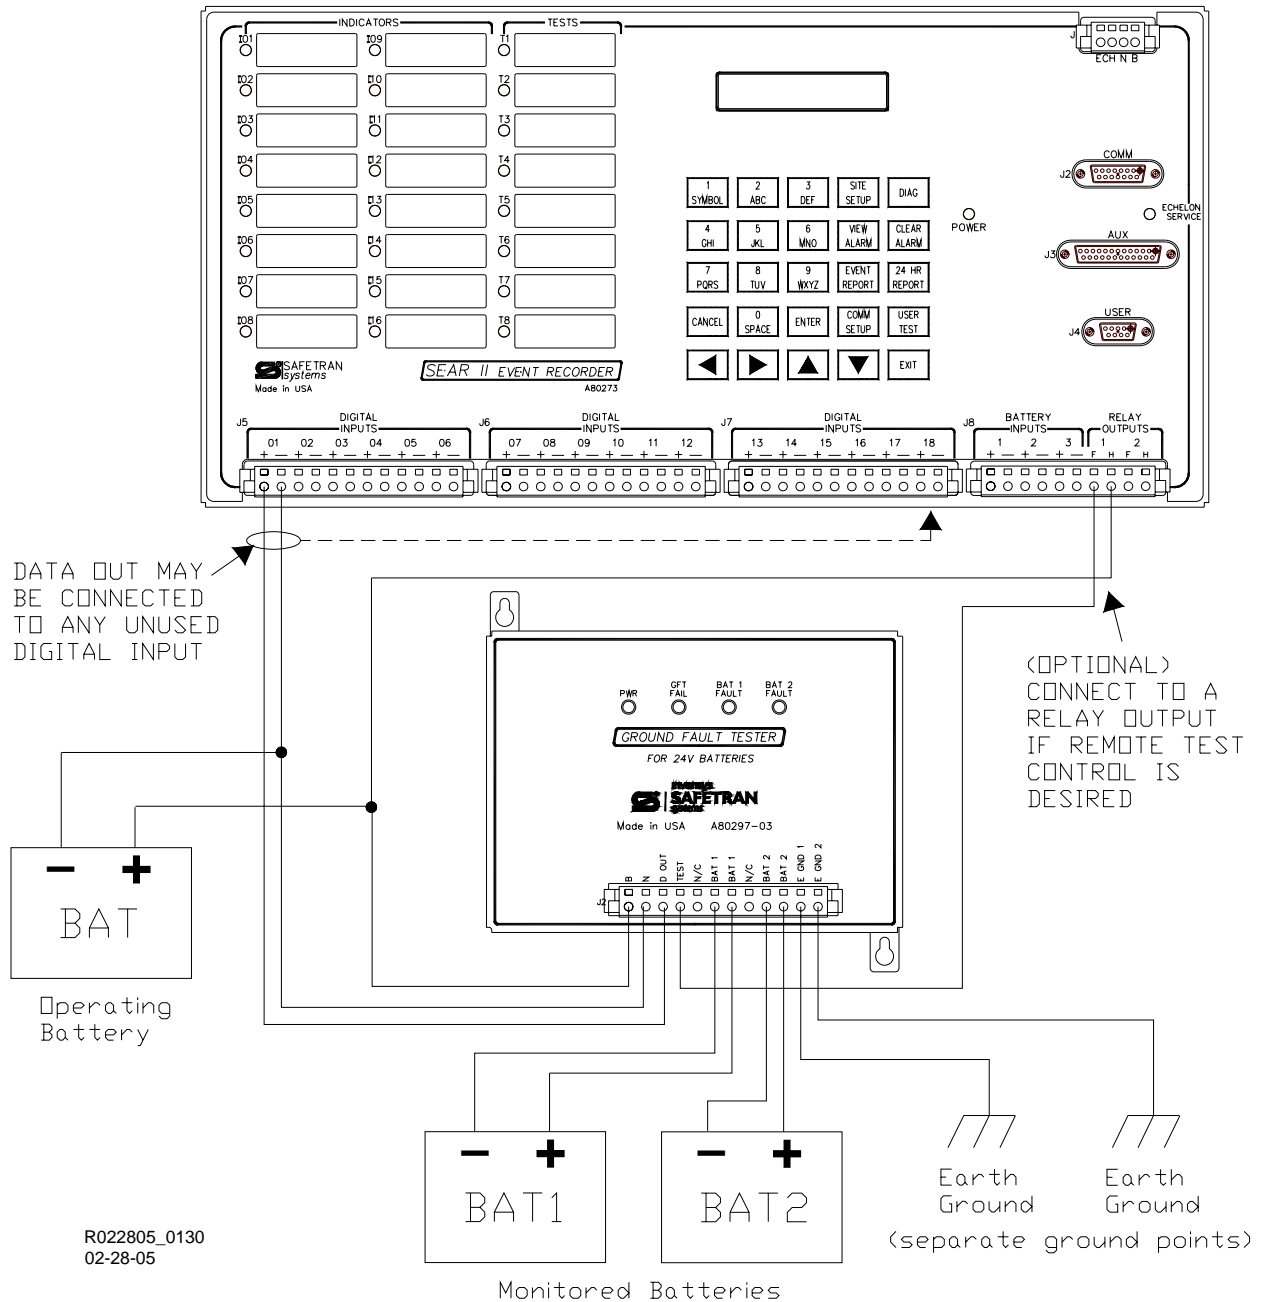 INDICATORS TESTS
I01 I09 T1
I02 I10 T2
I03 I11 T3
I04 I12 T4
I05 I13 T5
I06 I14 T6
I07 I15 T7
I08 I16 T8
SAFETRAN
systems
Made in USA
SEAR II EVENT RECORDER
A80273
1
SYMBOL
2
ABC
3
DEF
SITE
SETUP
DIAG
4
GHI
5
JKL
6
MNO
VIEW
ALARM
CLEAR
ALARM
7
PQRS
8
TUV
9
WXYZ
EVENT
REPORT
24 HR
REPORT
CANCEL
0
SPACE
ENTER
COMM
SETUP
USER
TEST
EXIT
POWER
J
ECH N B
COMM
J2
ECHELON
SERVICE
AUX
J3
USER
J4
J5
DIGITAL
INPUTS
01 02 03 04 05 06
+ — + — + — + — + — + —
J6
DIGITAL
INPUTS
07 08 09 10 11 12
+ — + — + — + — + — + —
J7
DIGITAL
INPUTS
13 14 15 16 17 18
+ — + — + — + — + — + —
J8
BATTERY
INPUTS
1 2 3
+ — + — + —
RELAY
OUTPUTS
1 2
F H F H
DATA OUT MAY
BE CONNECTED
TO ANY UNUSED
DIGITAL INPUT
(OPTIONAL)
CONNECT TO A
RELAY OUTPUT
IF REMOTE TEST
CONTROL IS
DESIRED
PWR
GFT
FAIL
BAT 1
FAULT
BAT 2
FAULT
GROUND FAULT TESTER
FOR 24V BATTERIES
SAFETRAN
Made in USA A80297-03
J2
B
N
D OUT
TEST
N/C
BAT 1
BAT 1
N/C
BAT 2
BAT 2
E GND 1
E GND 2
— +
BAT
Operating
Battery
— +
BAT1
— +
BAT2
Monitored Batteries
Earth
Ground
Earth
Ground
(separate ground points)
R022805_0130
02-28-05